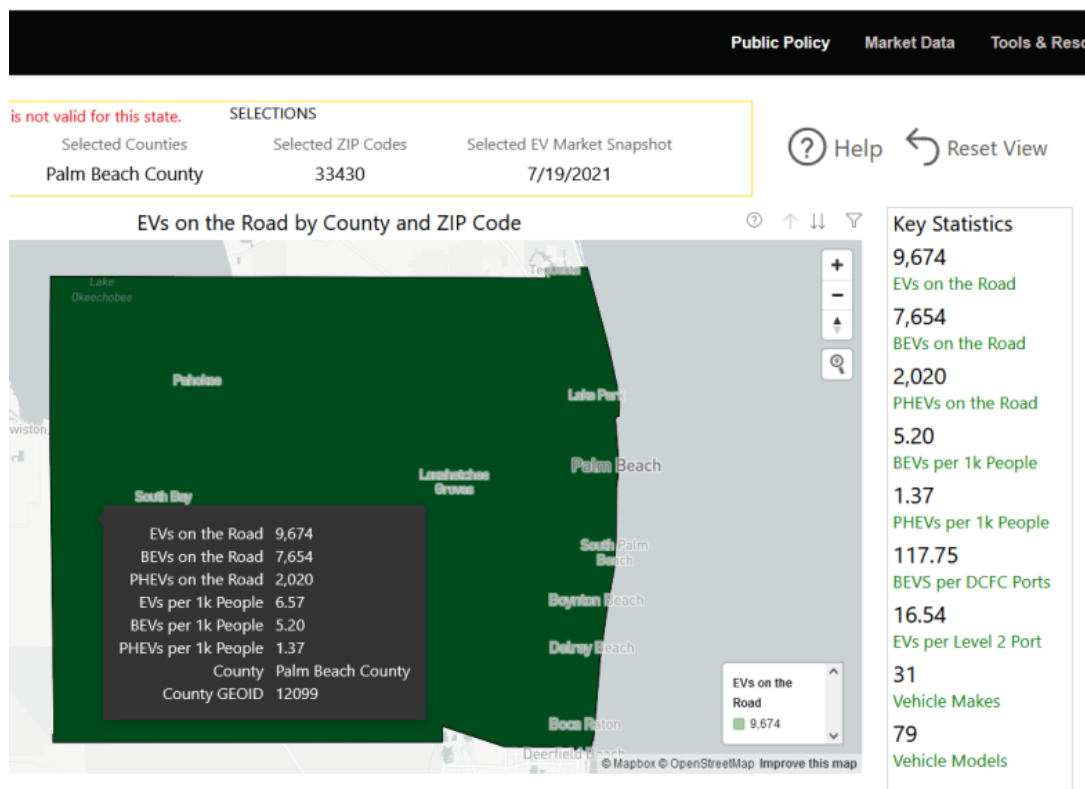 Public Policy Market Data Tools & Reso
is not valid for this state. SELECTIONS
Selected Counties Selected ZIP Codes Selected EV Market Snapshot
Palm Beach County 33430 7/19/2021
Help Reset View
EVs on the Road by County and ZIP Code
Lake
Okeechobee
Tequesta
Pahokee
Lake Park
wiston
Palm Beach
Loxahatchee
Groves
South Bay
South Palm
Beach
Boynton Beach
Delray Beach
Boca Raton
Deerfield Beach
EVs on the Road 9,674
BEVs on the Road 7,654
PHEVs on the Road 2,020
EVs per 1k People 6.57
BEVs per 1k People 5.20
PHEVs per 1k People 1.37
County Palm Beach County
County GEOID 12099
EVs on the
Road
9,674
© Mapbox © OpenStreetMap Improve this map
Key Statistics
9,674
EVs on the Road
7,654
BEVs on the Road
2,020
PHEVs on the Road
5.20
BEVs per 1k People
1.37
PHEVs per 1k People
117.75
BEVS per DCFC Ports
16.54
EVs per Level 2 Port
31
Vehicle Makes
79
Vehicle Models